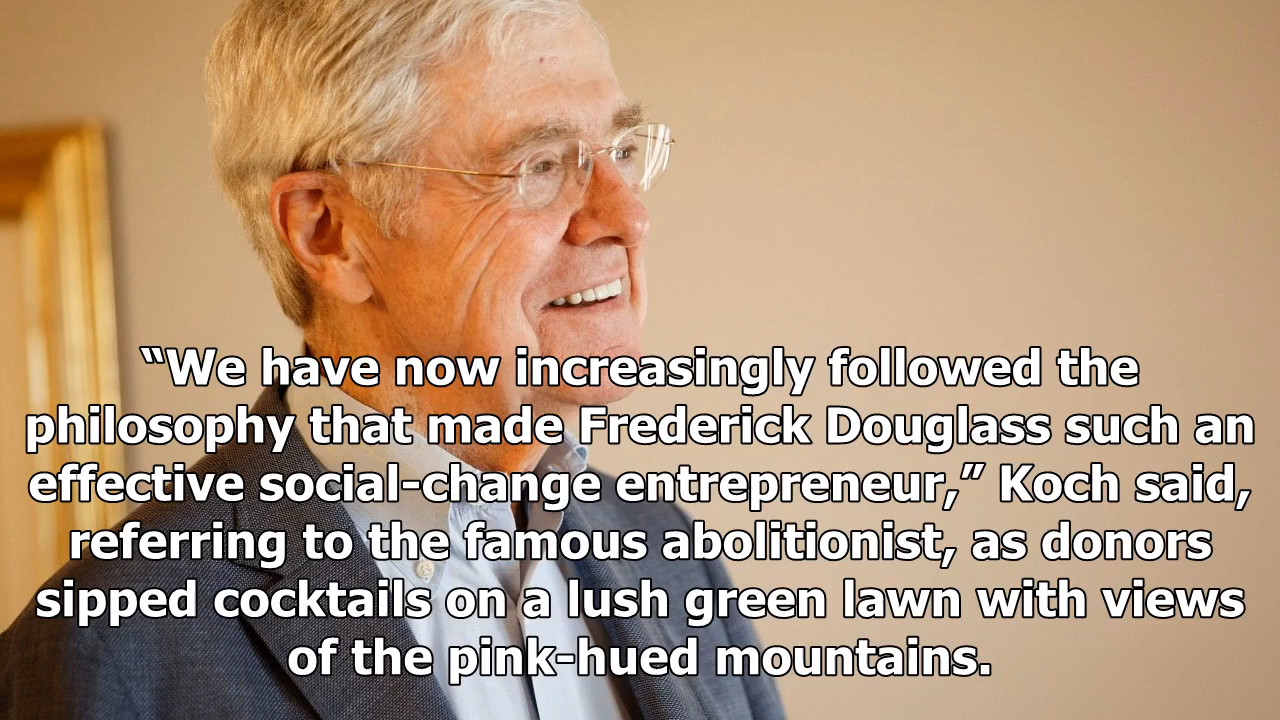 “We have now increasingly followed the
philosophy that made Frederick Douglass such an
effective social-change entrepreneur,” Koch said,
referring to the famous abolitionist, as donors
sipped cocktails on a lush green lawn with views
of the pink-hued mountains.